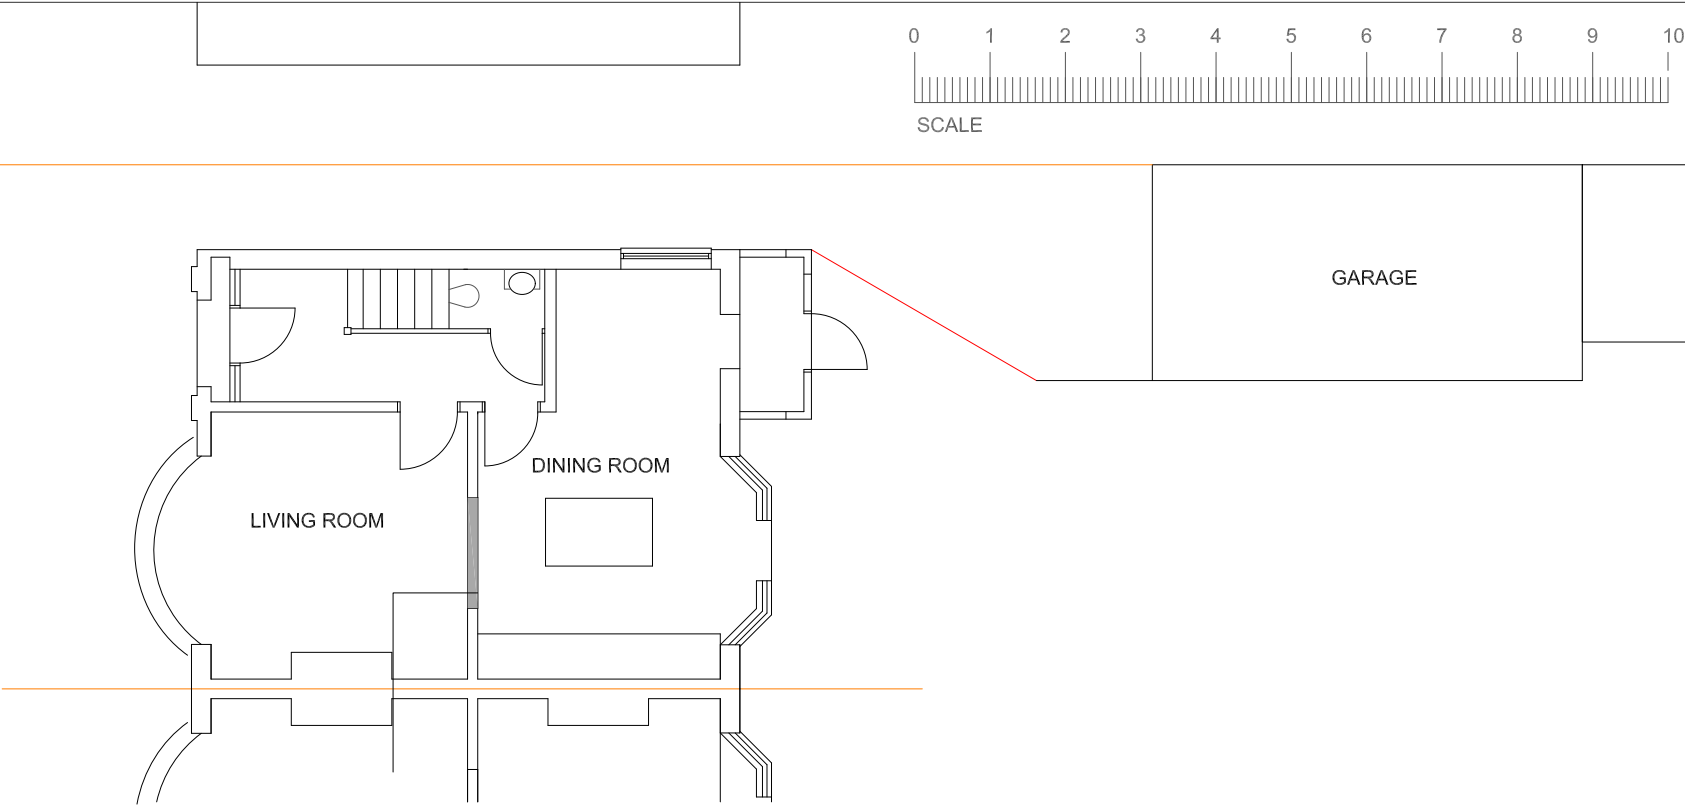 0 1 2 3 4 5 6 7 8 9 10
SCALE
GARAGE
DINING ROOM
LIVING ROOM